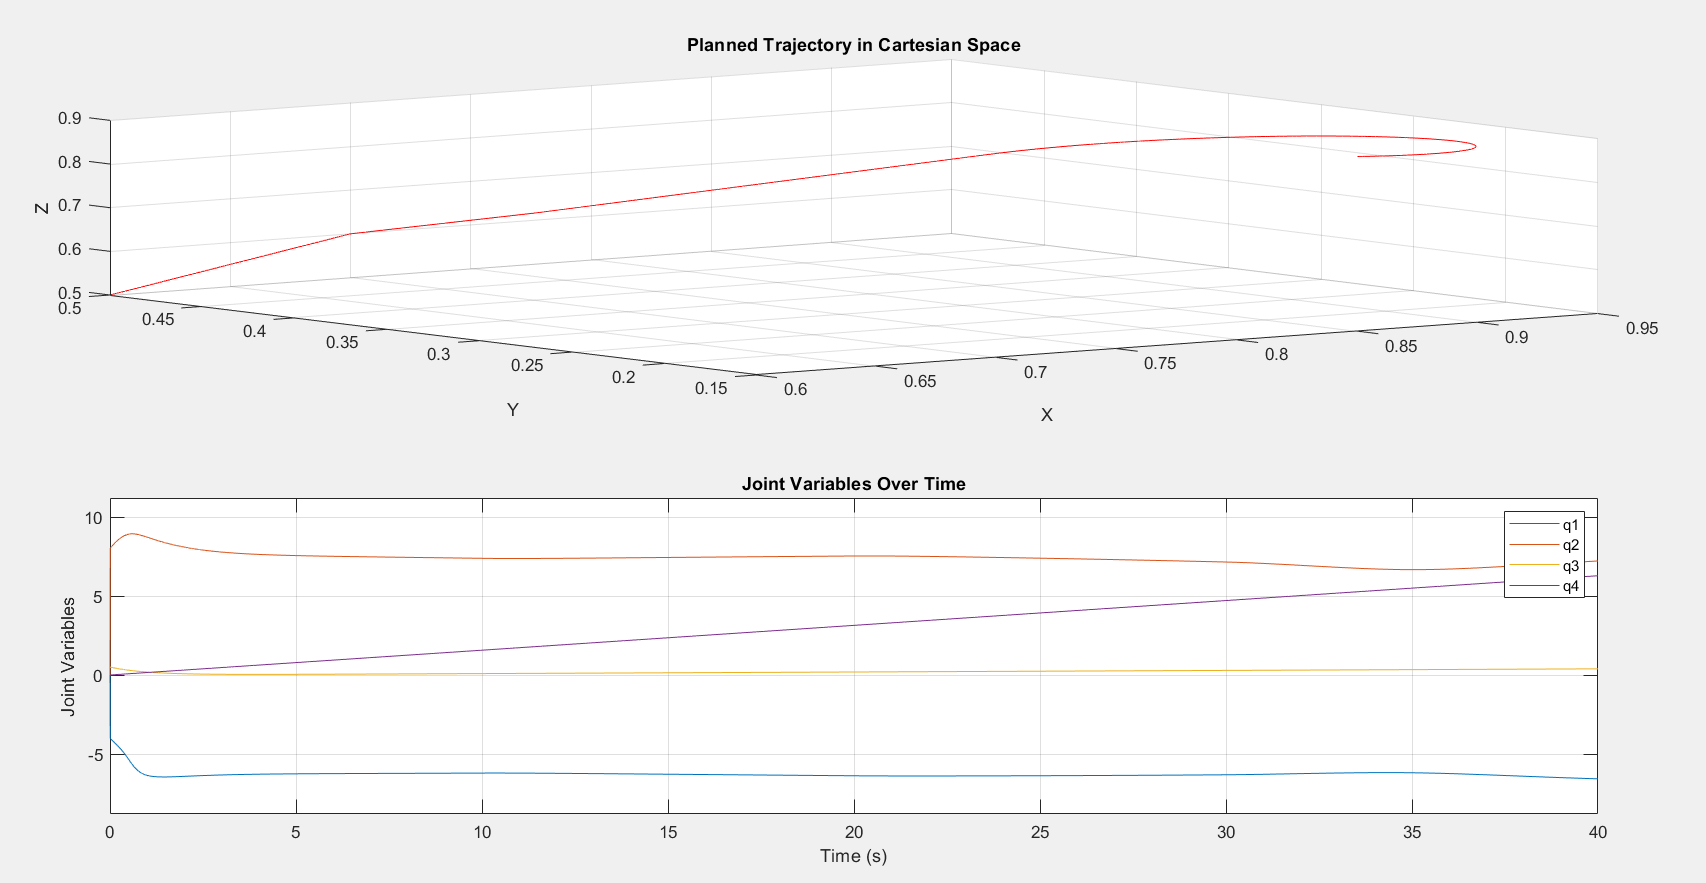 Planned Trajectory in Cartesian Space
0.9
0.8
0.7
0.6
0.5
Z
0.5
0.45
0.4
0.35
0.3
0.25
0.2
0.15
Y
0.6
0.65
0.7
0.75
0.8
0.85
0.9
0.95
X
Joint Variables Over Time
10
5
0
-5
Joint Variables
q1
q2
q3
q4
0 5 10 15 20 25 30 35 40
Time (s)